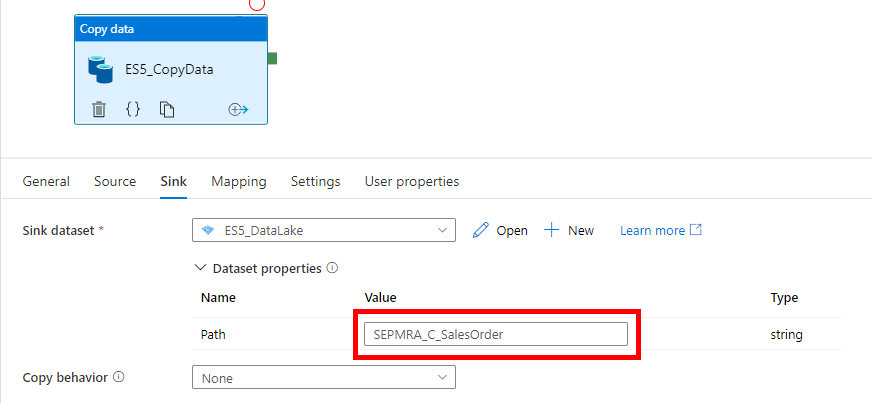 Copy data
ES5_CopyData
General Source Sink Mapping Settings User properties
Sink dataset * ES5_DataLake Open New Learn more
Dataset properties
Name Value Type
Path SEPMRA_C_SalesOrder string
Copy behavior None